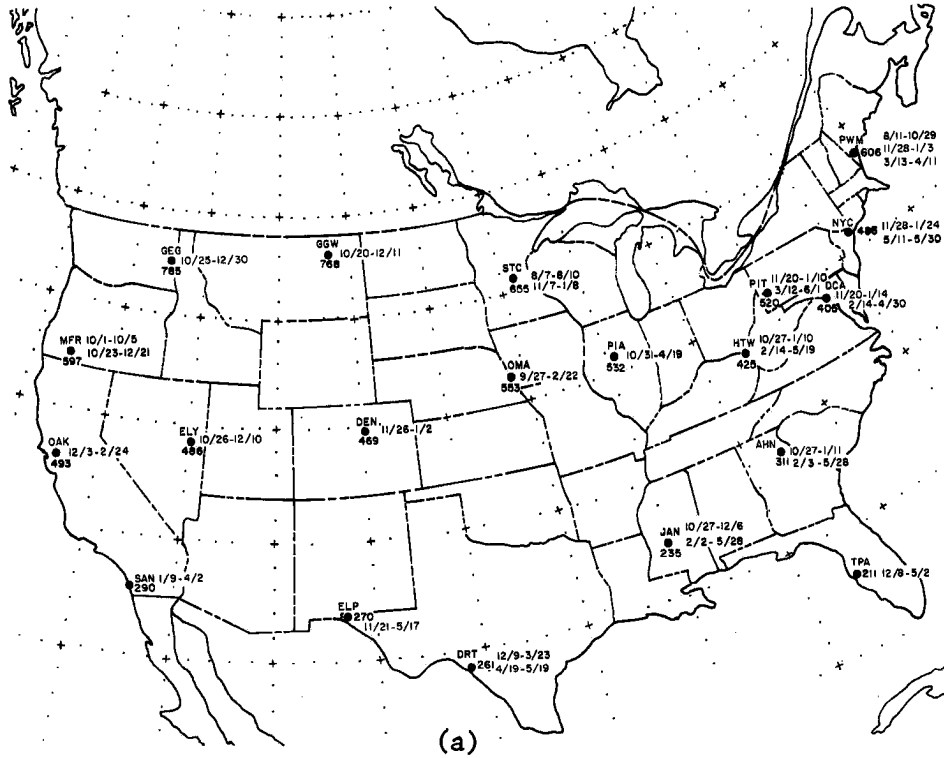 PWM
606
8/11-10/29
11/28-1/3
3/13-4/11
NYC
485
11/28-1/24
5/11-5/30
GEG
785
10/25-12/30
GGW
768
10/20-12/11
STC
655
8/7-8/10
11/7-1/8
PIT
520
11/20-1/10
3/12-6/1
DCA
405
11/20-1/14
2/14-4/30
MFR
597
10/1-10/5
10/23-12/21
PIA
532
10/31-4/19
HTW
425
10/27-1/10
2/14-5/19
OMA
553
9/27-2/22
DEN
469
11/26-1/2
ELY
486
10/26-12/10
OAK
493
12/3-2/24
AHN
311
10/27-1/11
2/3-5/28
JAN
235
10/27-12/6
2/2-5/28
TPA
211 12/8-5/2
SAN 1/9-4/2
290
ELP
270
11/21-5/17
DRT
261
12/9-3/23
4/19-5/19
(a)